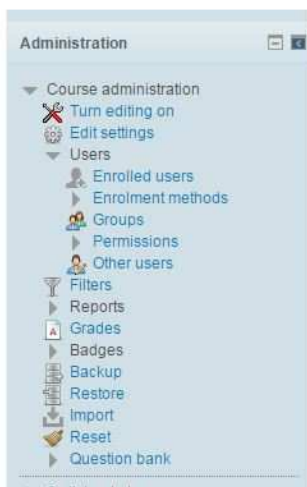 Administration
Course administration
Turn editing on
Edit settings
Users
Enrolled users
Enrolment methods
Groups
Permissions
Other users
Filters
Reports
Grades
Badges
Backup
Restore
Import
Reset
Question bank